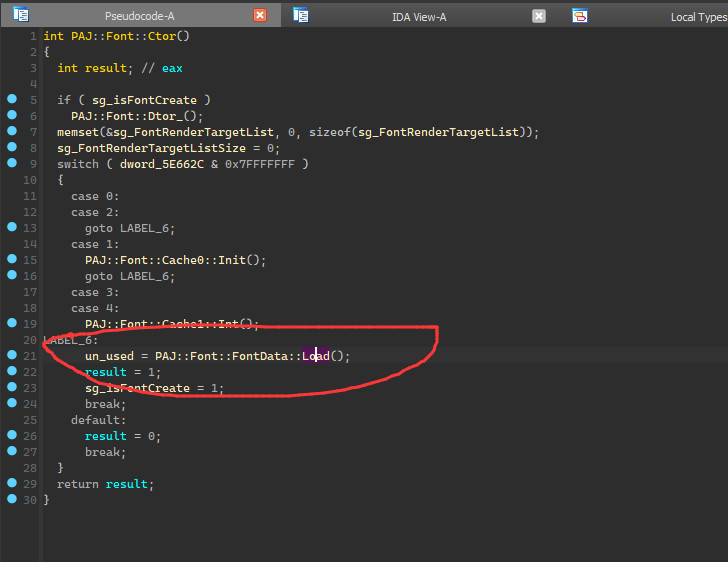 Pseudocode-A
IDA View-A
Local Types
1 int PAJ::Font::Ctor()
2 {
3 int result; // eax
4
5 if ( sg_isFontCreate )
6 PAJ::Font::Dtor_();
7 memset(&sg_FontRenderTargetList, 0, sizeof(sg_FontRenderTargetList));
8 sg_FontRenderTargetListSize = 0;
9 switch ( dword_5E662C & 0x7FFFFFFF )
10 {
11 case 0:
12 case 2:
13 goto LABEL_6;
14 case 1:
15 PAJ::Font::Cache0::Init();
16 goto LABEL_6;
17 case 3:
18 case 4:
19 PAJ::Font::Cache1::Int();
20 LABEL_6:
21 un_used = PAJ::Font::FontData::Load();
22 result = 1;
23 sg_isFontCreate = 1;
24 break;
25 default:
26 result = 0;
27 break;
28 }
29 return result;
30 }